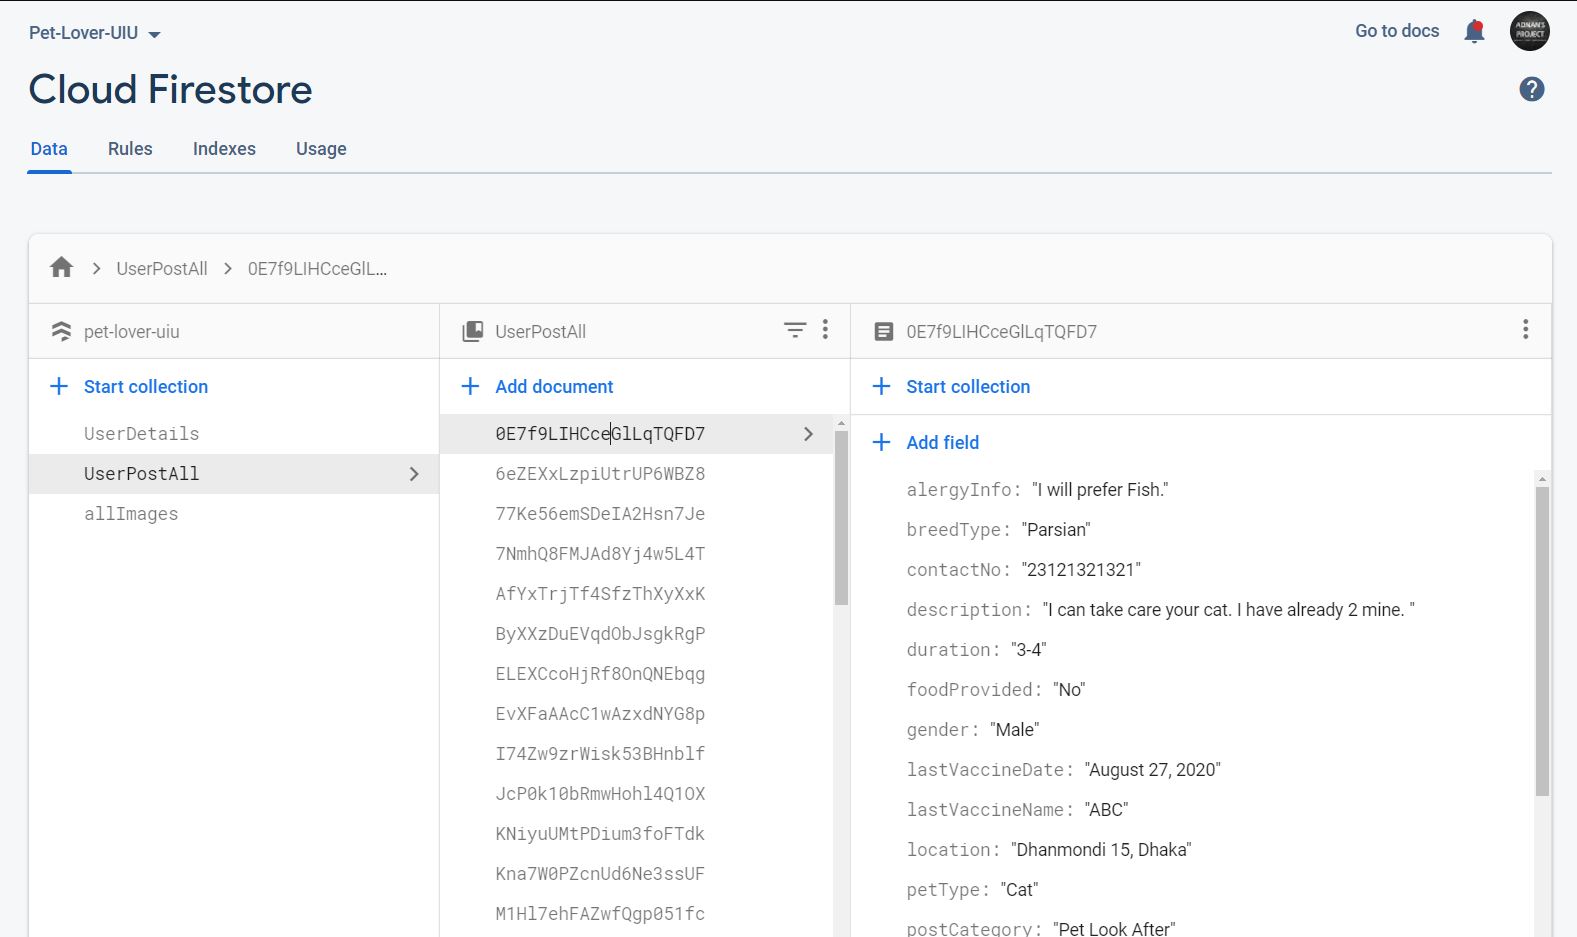 Pet-Lover-UIU
Go to docs
ADNAN'S
PROJECT
Cloud Firestore
?
Data Rules Indexes Usage
UserPostAll 0E7f9LIHCceGlL...
pet-lover-uiu
UserPostAll
0E7f9LIHCceGlLqTQFD7
+ Start collection
+ Add document
+ Start collection
UserDetails
UserPostAll
allImages
0E7f9LIHCceGlLqTQFD7
6eZEXxLzpiUtrUP6WBZ8
77Ke56emSDeIA2Hsn7Je
7NmhQ8FMJAd8Yj4w5L4T
AfYxTrjTf4SfzThXyXxK
ByXXzDuEVqdObJsgkRgP
ELEXCcoHjRf8OnQNEbqg
EvXFaAAcC1wAzxdNYG8p
I74Zw9zrWisk53BHnblf
JcP0k10bRmwHohl4Q1OX
KNiyuUMtPDium3foFTdk
Kna7W0PZcnUd6Ne3ssUF
M1Hl7ehFAZwfQgp051fc
+ Add field
alergyInfo: "I will prefer Fish."
breedType: "Parsian"
contactNo: "23121321321"
description: "I can take care your cat. I have already 2 mine. "
duration: "3-4"
foodProvided: "No"
gender: "Male"
lastVaccineDate: "August 27, 2020"
lastVaccineName: "ABC"
location: "Dhanmondi 15, Dhaka"
petType: "Cat"
postCategory: "Pet Look After"